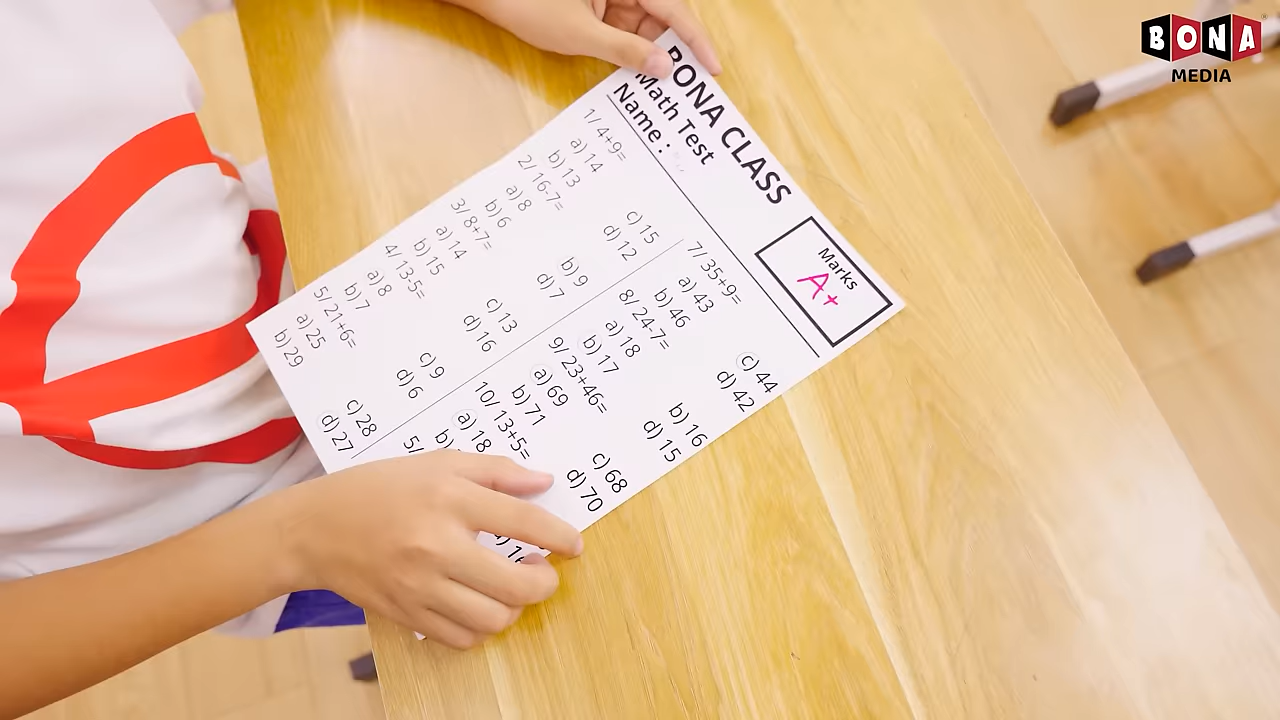 BONA
MEDIA
BONA CLASS
Math Test
Name :
Marks
A+
1/ 4+9=
a) 14
c) 15
b) 13
d) 12
2/ 16-7=
a) 8
b) 9
b) 6
d) 7
3/ 8+7=
a) 14
c) 13
b) 15
d) 16
4/ 13-5=
a) 8
c) 9
b) 7
d) 6
5/ 21+6=
a) 25
c) 28
b) 29
d) 27
7/ 35+9=
a) 43
c) 44
b) 46
d) 42
8/ 24-7=
a) 18
b) 16
b) 17
d) 15
9/ 23+46=
a) 69
c) 68
b) 71
d) 70
10/ 13+5=
a) 18
b)
5/